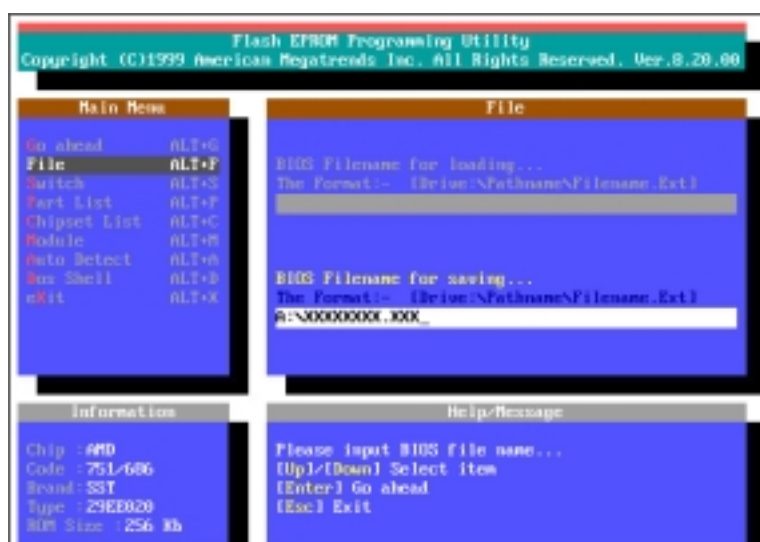 Flash EPROM Programming Utility
Copyright (C)1999 American Megatrends Inc. All Rights Reserved. Ver.8.20.00
Main Menu
Go ahead ALT+G
File ALT+F
Switch ALT+S
Part List ALT+P
Chipset List ALT+C
Module ALT+M
Auto Detect ALT+A
Dos Shell ALT+D
eXit ALT+X
File
BIOS Filename for loading...
The Format:- [Drive:\Pathname\Filename.Ext]
BIOS Filename for saving...
The Format:- [Drive:\Pathname\Filename.Ext]
A:\XXXXXXXX.XXX_
Information
Chip :AMD
Code :751/686
Brand:SST
Type :29EE020
ROM Size :256 Kb
Help/Message
Please input BIOS file name...
[Up]/[Down] Select item
[Enter] Go ahead
[Esc] Exit